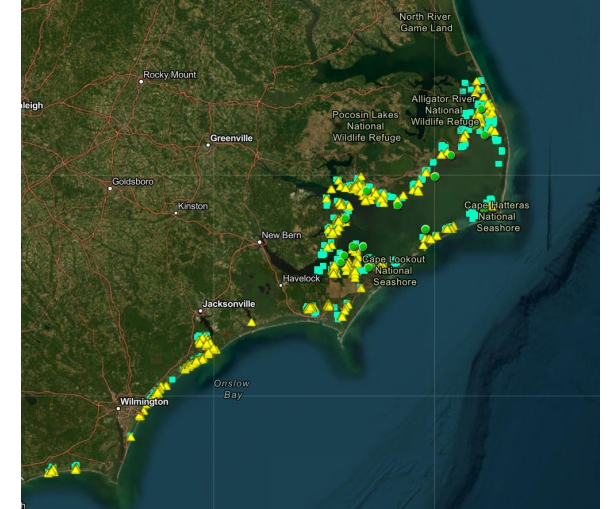 North River
Game Land
Rocky Mount
leigh
Alligator River
National
Wildlife Refuge
Pocosin Lakes
National
Wildlife Refuge
Greenville
Goldsboro
Kinston
Cape Hatteras
National
Seashore
New Bern
Cape Lookout
National
Seashore
Havelock
Jacksonville
Onslow
Bay
Wilmington